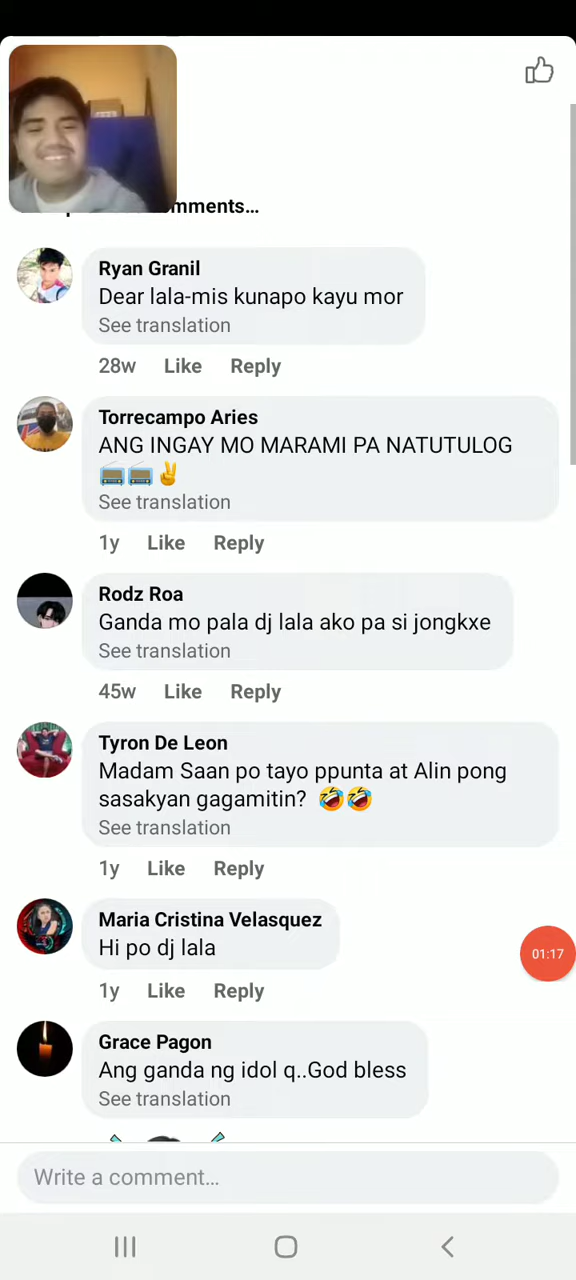 mments...
Ryan Granil
Dear lala-mis kunapo kayu mor
See translation
28w Like Reply
Torrecampo Aries
ANG INGAY MO MARAMI PA NATUTULOG
📻📻✌
See translation
1y Like Reply
Rodz Roa
Ganda mo pala dj lala ako pa si jongkxe
See translation
45w Like Reply
Tyron De Leon
Madam Saan po tayo ppunta at Alin pong
sasakyan gagamitin? 🤣🤣
See translation
1y Like Reply
Maria Cristina Velasquez
Hi po dj lala
1y Like Reply
01:17
Grace Pagon
Ang ganda ng idol q..God bless
See translation
Write a comment...